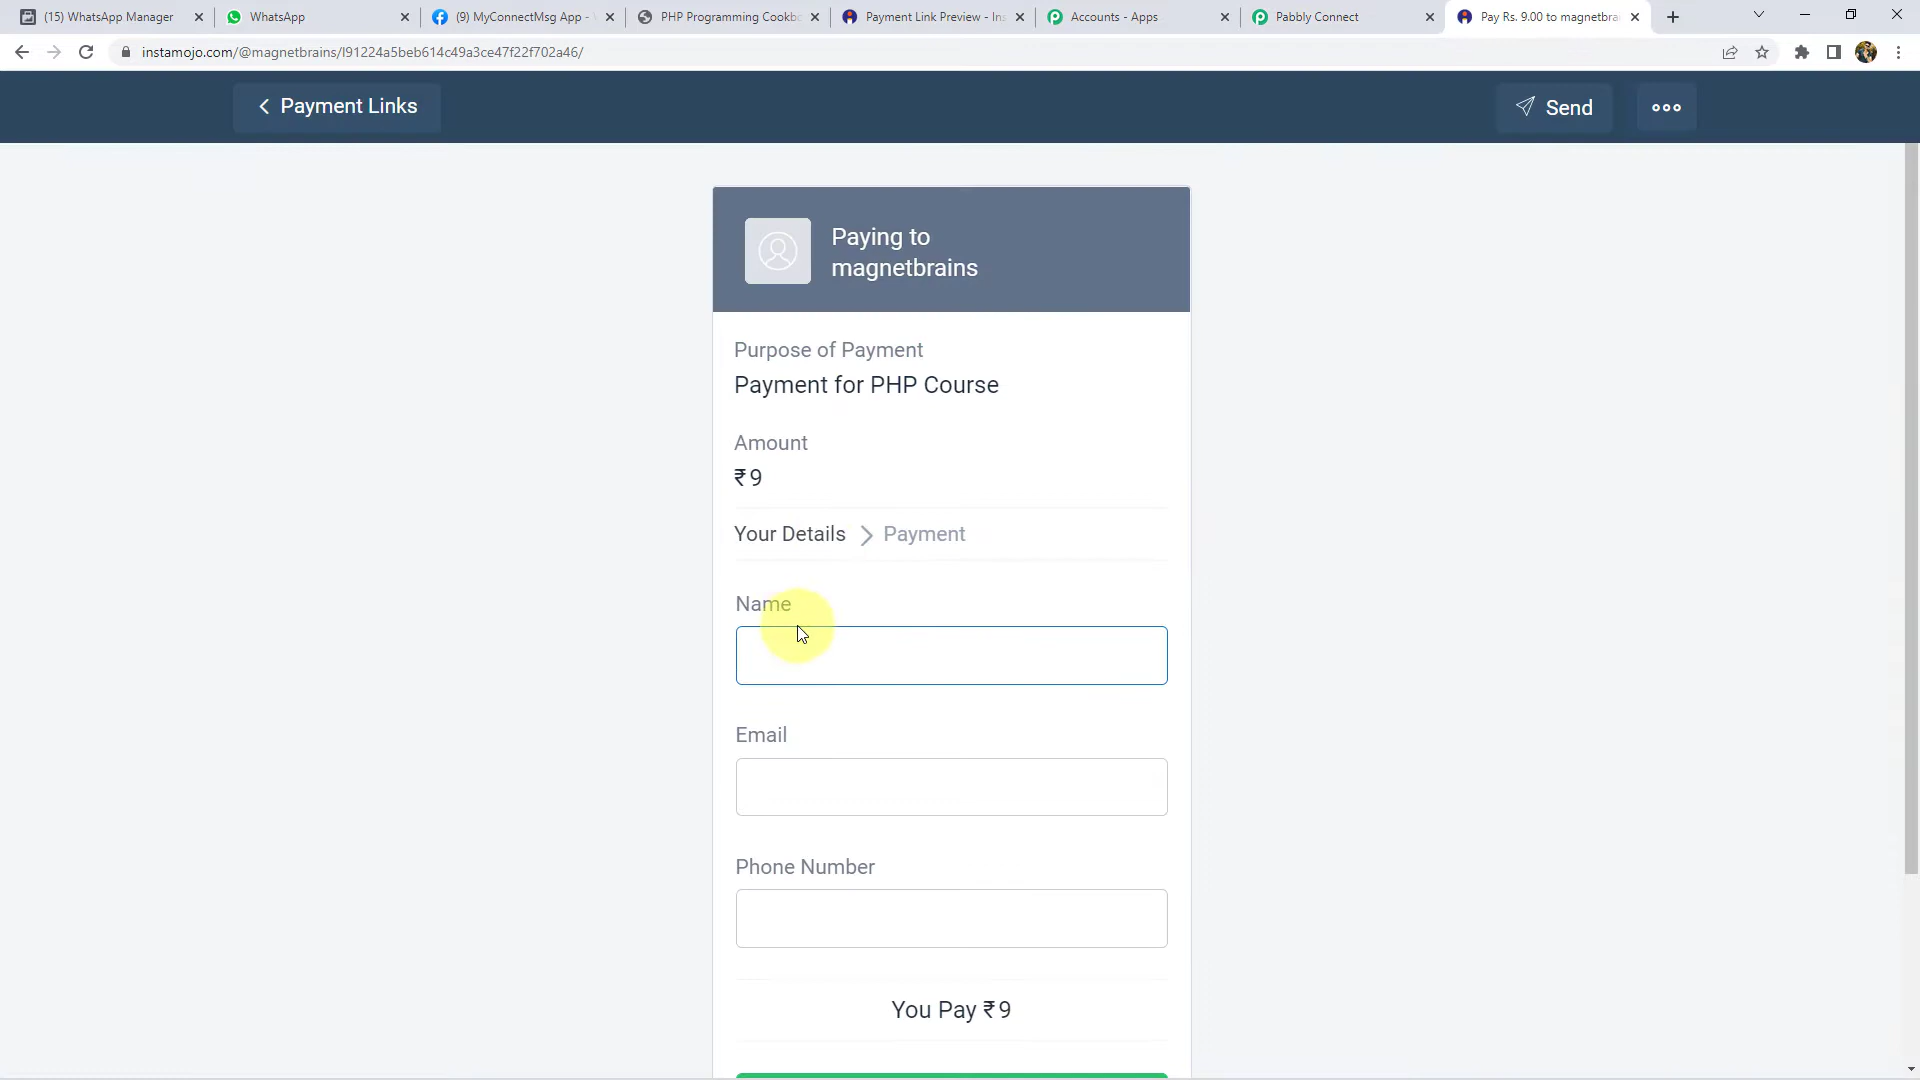 (15) WhatsApp Manager
WhatsApp
(9) MyConnectMsg App -
PHP Programming Cookb
Payment Link Preview - Ins
Accounts - Apps
Pabbly Connect
Pay Rs. 9.00 to magnetbrai
instamojo.com/@magnetbrains/l91224a5beb614c49a3ce47f22f702a46/
Payment Links
Send
Paying to
magnetbrains
Purpose of Payment
Payment for PHP Course
Amount
₹9
Your Details
Payment
Name
Email
Phone Number
You Pay ₹9